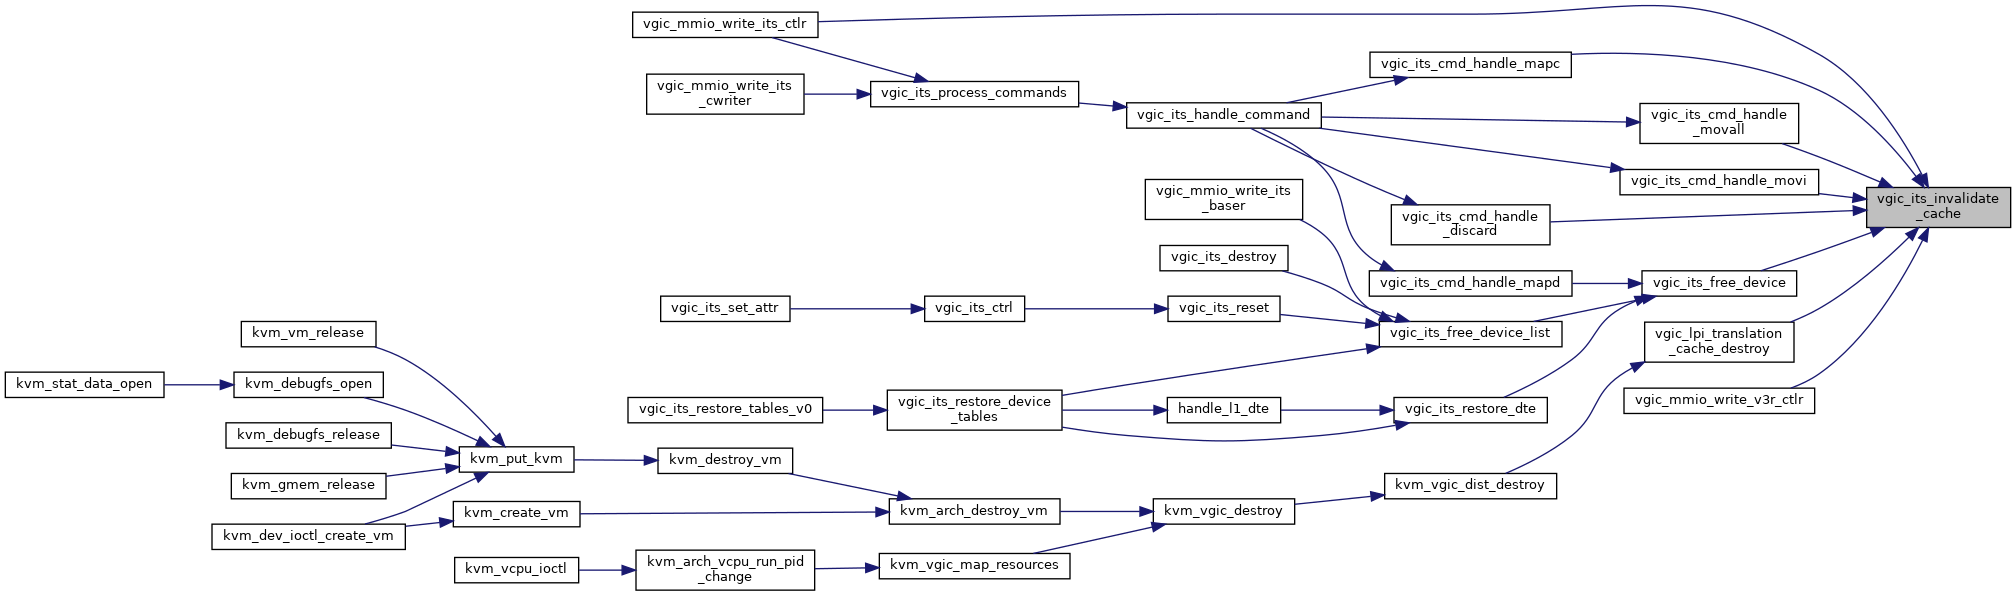 vgic_mmio_write_its_ctlr
vgic_mmio_write_its
_cwriter
vgic_its_process_commands
vgic_its_handle_command
vgic_its_cmd_handle_mapc
vgic_its_cmd_handle
_movall
vgic_its_cmd_handle_movi
vgic_its_invalidate
_cache
vgic_mmio_write_its
_baser
vgic_its_cmd_handle
_discard
vgic_its_destroy
vgic_its_cmd_handle_mapd
vgic_its_free_device
vgic_its_set_attr
vgic_its_ctrl
vgic_its_reset
vgic_its_free_device_list
vgic_lpi_translation
_cache_destroy
kvm_vm_release
kvm_stat_data_open
kvm_debugfs_open
vgic_its_restore_tables_v0
vgic_its_restore_device
_tables
handle_l1_dte
vgic_its_restore_dte
vgic_mmio_write_v3r_ctlr
kvm_debugfs_release
kvm_put_kvm
kvm_destroy_vm
kvm_gmem_release
kvm_vgic_dist_destroy
kvm_create_vm
kvm_arch_destroy_vm
kvm_vgic_destroy
kvm_dev_ioctl_create_vm
kvm_vcpu_ioctl
kvm_arch_vcpu_run_pid
_change
kvm_vgic_map_resources